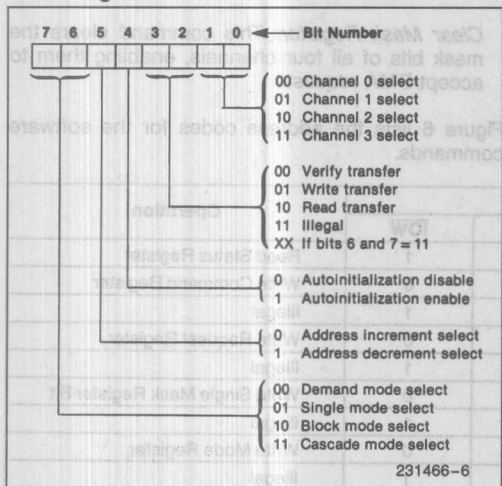 7 6 5 4 3 2 1 0 Bit Number
00 Channel 0 select
01 Channel 1 select
10 Channel 2 select
11 Channel 3 select
00 Verify transfer
01 Write transfer
10 Read transfer
11 Illegal
XX If bits 6 and 7 = 11
0 Autoinitialization disable
1 Autoinitialization enable
0 Address increment select
1 Address decrement select
00 Demand mode select
01 Single mode select
10 Block mode select
11 Cascade mode select
231466-6